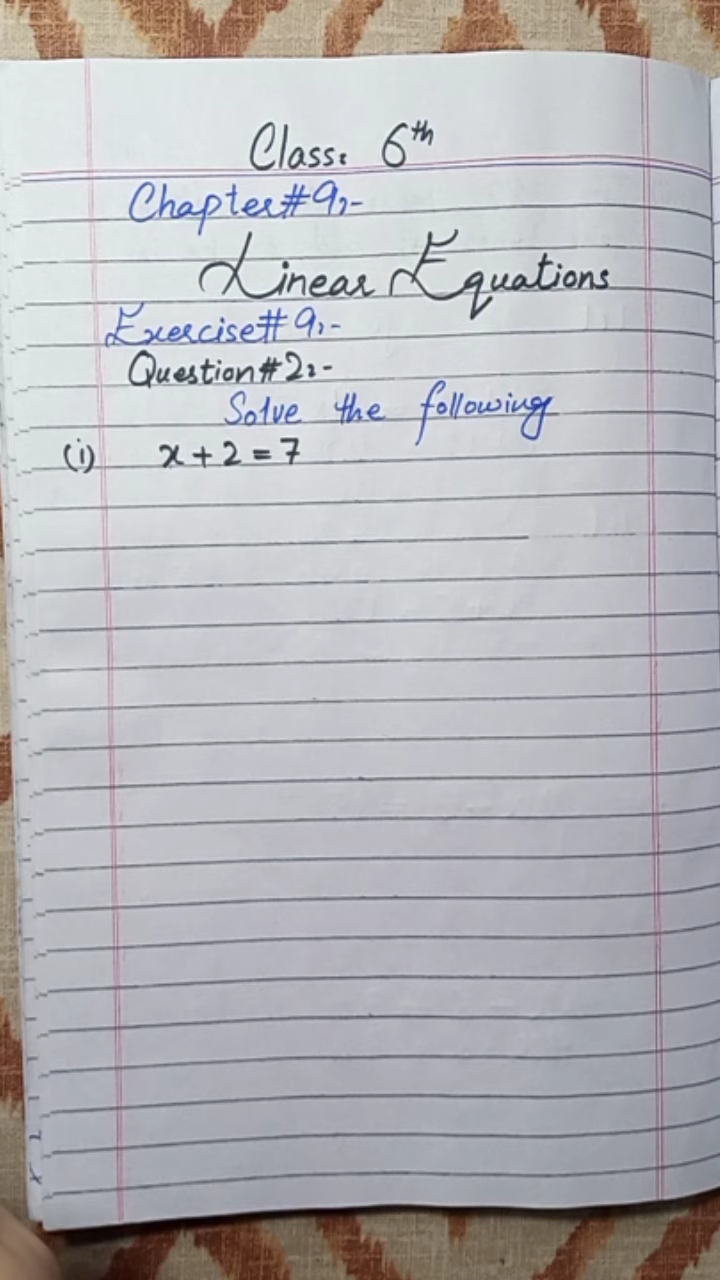 Class: 6th
Chapter#9:-
Linear Equations
Exercise#9:-
Question#2:-
Solve the following
(i) x+2=7